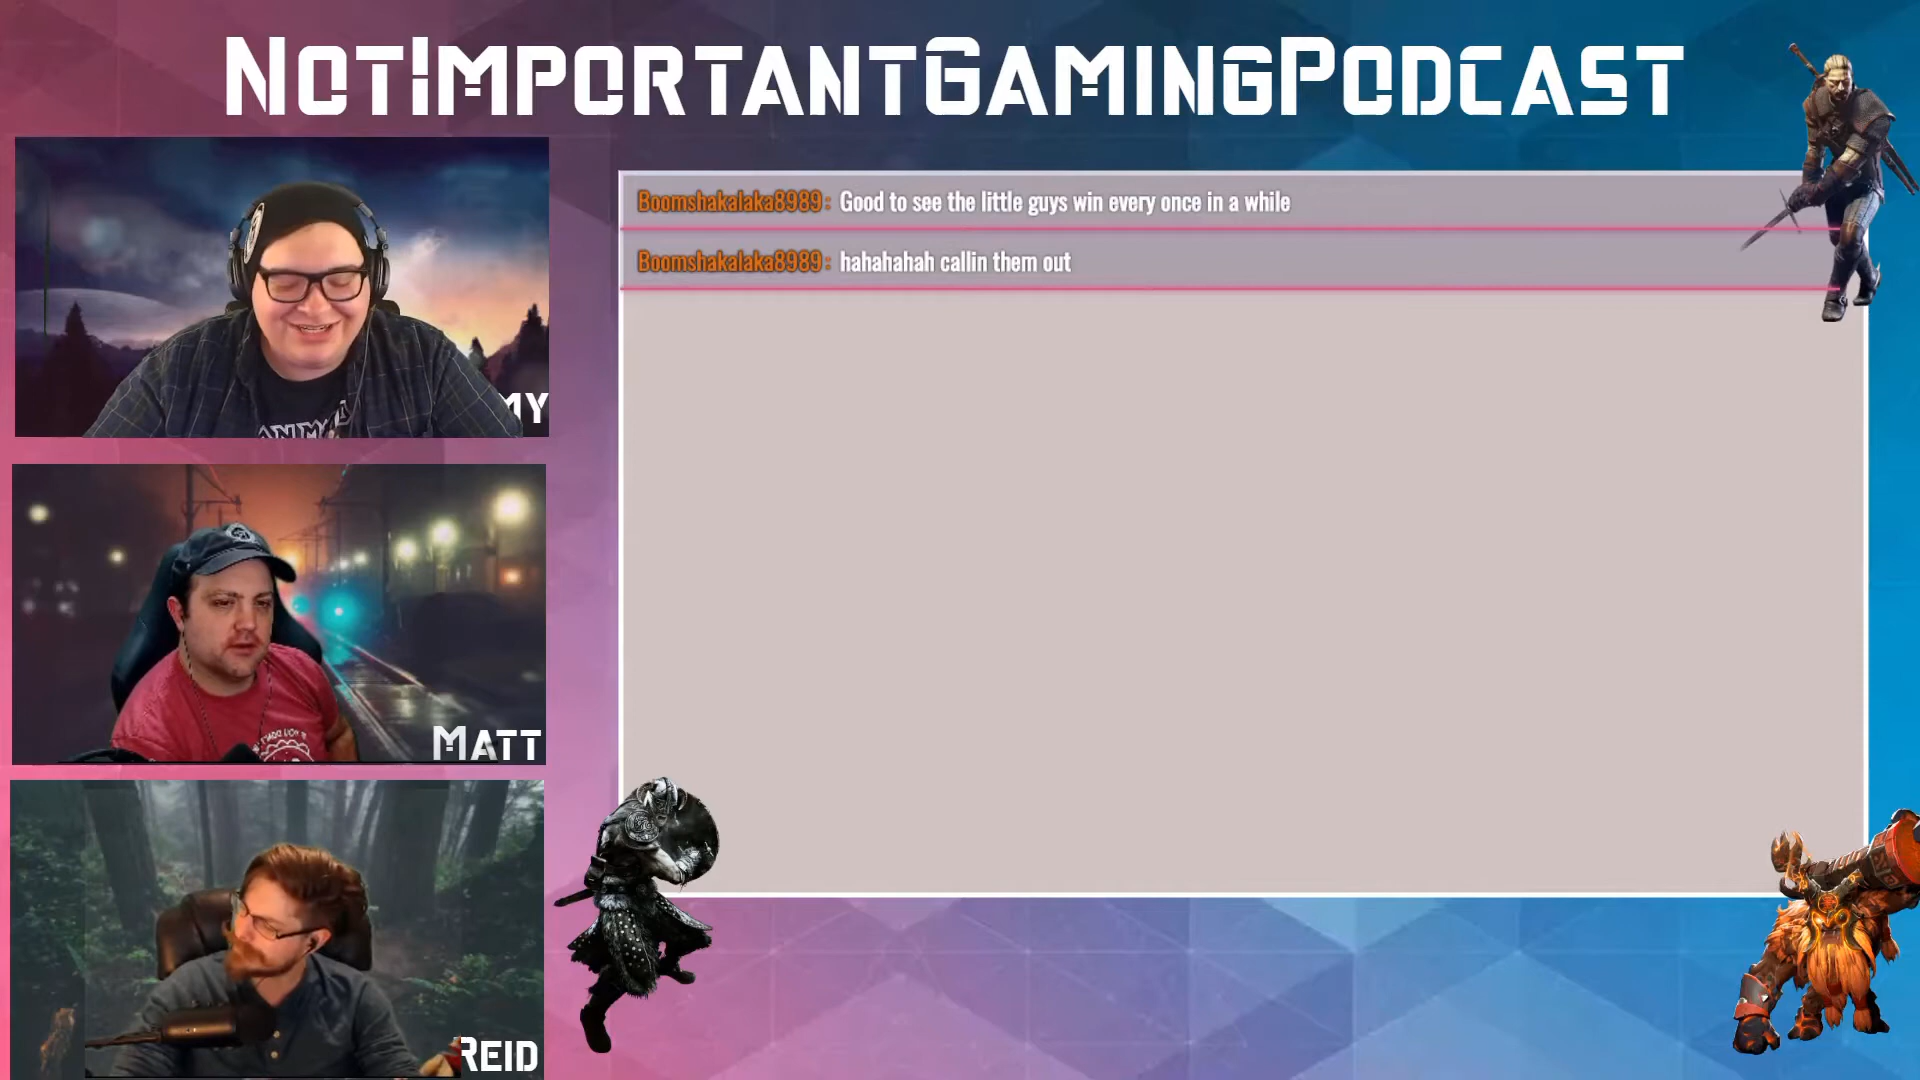 NotImportantGamingPodcast
Boomshakalaka8989: Good to see the little guys win every once in a while
Boomshakalaka8989: hahahahah callin them out
MY
Matt
Reid